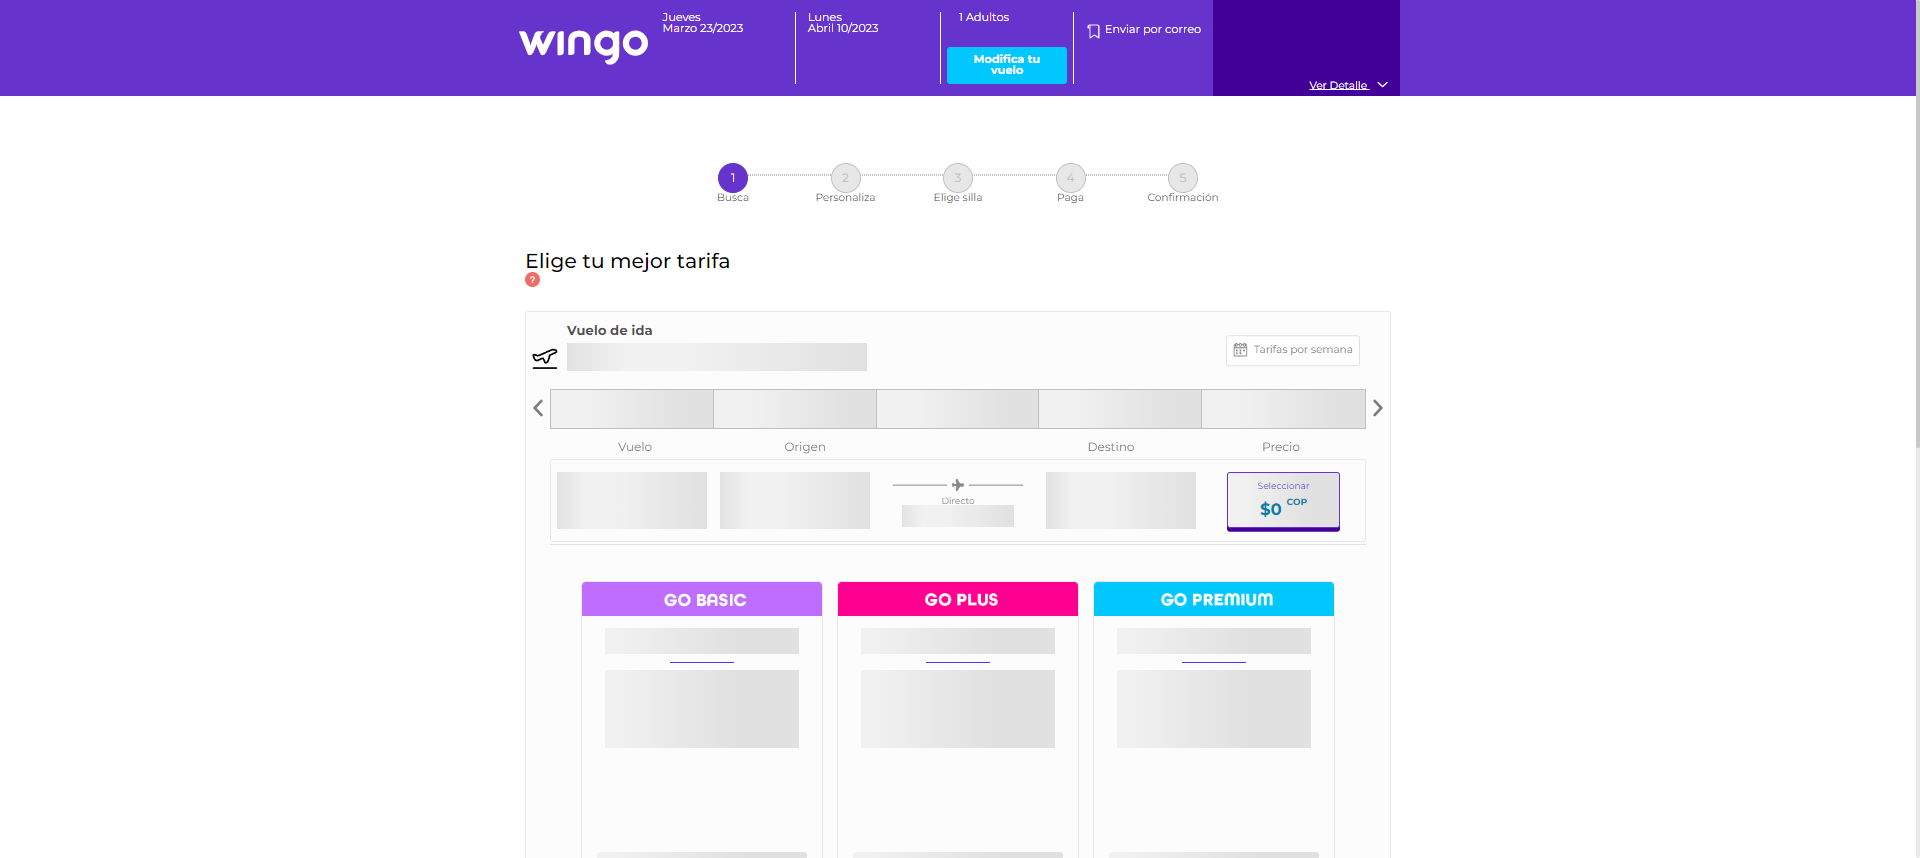 wingo
Jueves
Marzo 23/2023
Lunes
Abril 10/2023
1 Adultos
Modifica tu
vuelo
Enviar por correo
Ver Detalle
1
2
3
4
5
Busca
Personaliza
Elige silla
Paga
Confirmación
Elige tu mejor tarifa
?
Vuelo de ida
Tarifas por semana
Vuelo
Origen
Destino
Precio
Directo
Seleccionar
$0 COP
GO BASIC
GO PLUS
GO PREMIUM